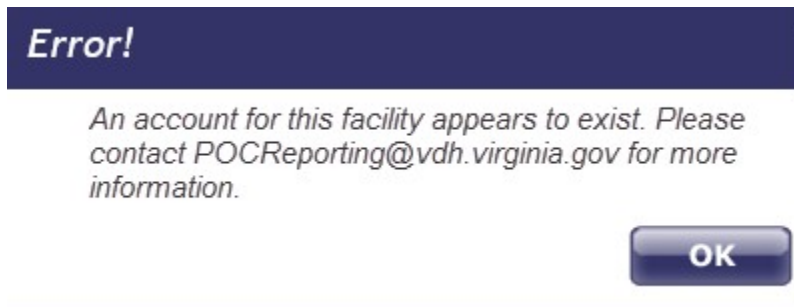 Error!
An account for this facility appears to exist. Please
contact POCReporting@vdh.virginia.gov for more
information.
OK